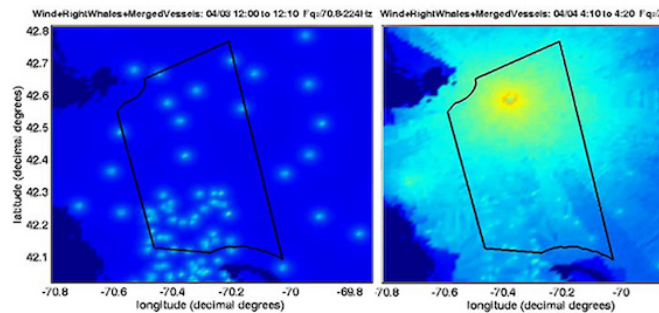 Wind+RightWhales+MergedVessels: 04/03 12:00 to 12:10 Fq=70.8-224Hz
Wind+RightWhales+MergedVessels: 04/04 4:10 to 4:20 Fq=7
42.8
42.7
42.6
42.5
42.4
42.3
42.2
42.1
latitude (decimal degrees)
-70.8 -70.6 -70.4 -70.2 -70 -69.8
longitude (decimal degrees)
-70.8 -70.6 -70.4 -70.2 -70
longitude (decimal degrees)